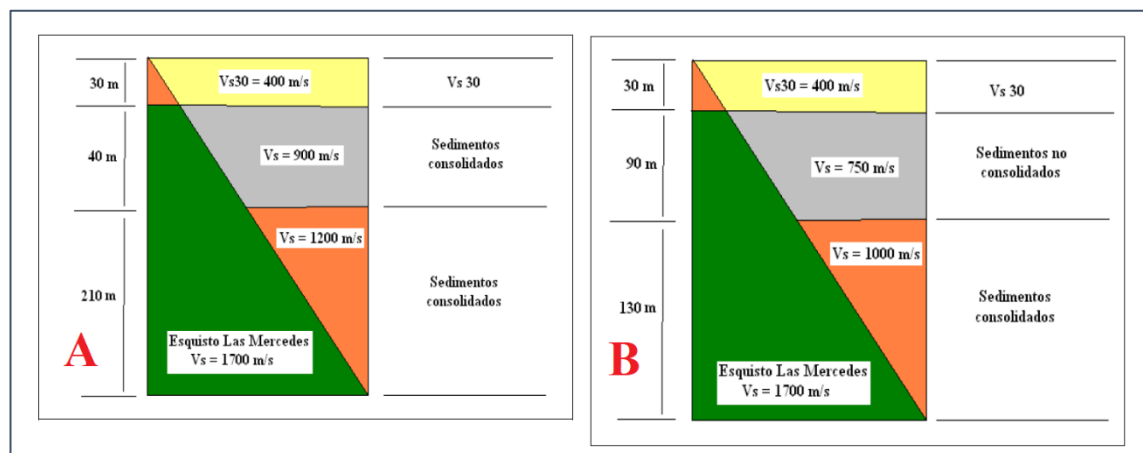 30 m
Vs30 = 400 m/s
Vs 30
40 m
Vs = 900 m/s
Sedimentos
consolidados
210 m
Vs = 1200 m/s
Sedimentos
consolidados
A
Esquisto Las Mercedes
Vs = 1700 m/s
30 m
Vs30 = 400 m/s
Vs 30
90 m
Vs = 750 m/s
Sedimentos no
consolidados
130 m
Vs = 1000 m/s
Sedimentos
consolidados
B
Esquisto Las Mercedes
Vs = 1700 m/s